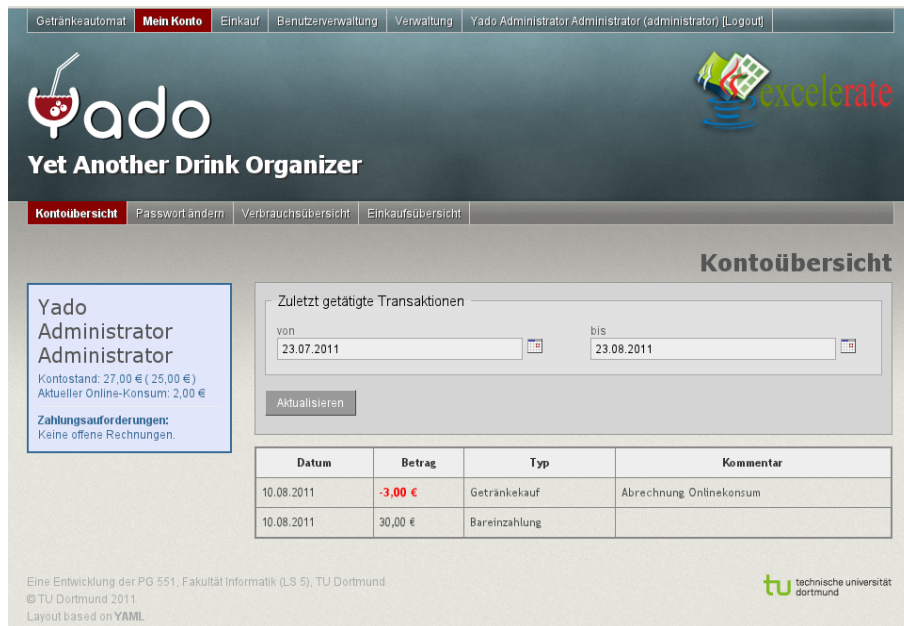 Getränkeautomat Mein Konto Einkauf Benutzerverwaltung Verwaltung Yado Administrator Administrator (administrator) [Logout]
Yado
excelerate
Yet Another Drink Organizer
Kontoübersicht Passwort ändern Verbrauchsübersicht Einkaufsübersicht
Kontoübersicht
Yado
Administrator
Administrator
Kontostand: 27,00 € ( 25,00 €)
Aktueller Online-Konsum: 2,00 €
Zahlungsaufforderungen:
Keine offene Rechnungen.
Zuletzt getätigte Transaktionen
von bis
23.07.2011 23.08.2011
Aktualisieren
Datum Betrag Typ Kommentar
10.08.2011 -3,00 € Getränkekauf Abrechnung Onlinekonsum
10.08.2011 30,00 € Bareinzahlung
Eine Entwicklung der PG 551, Fakultät Informatik (LS 5), TU Dortmund
© TU Dortmund 2011
Layout based on YAML
tu technische universität
dortmund